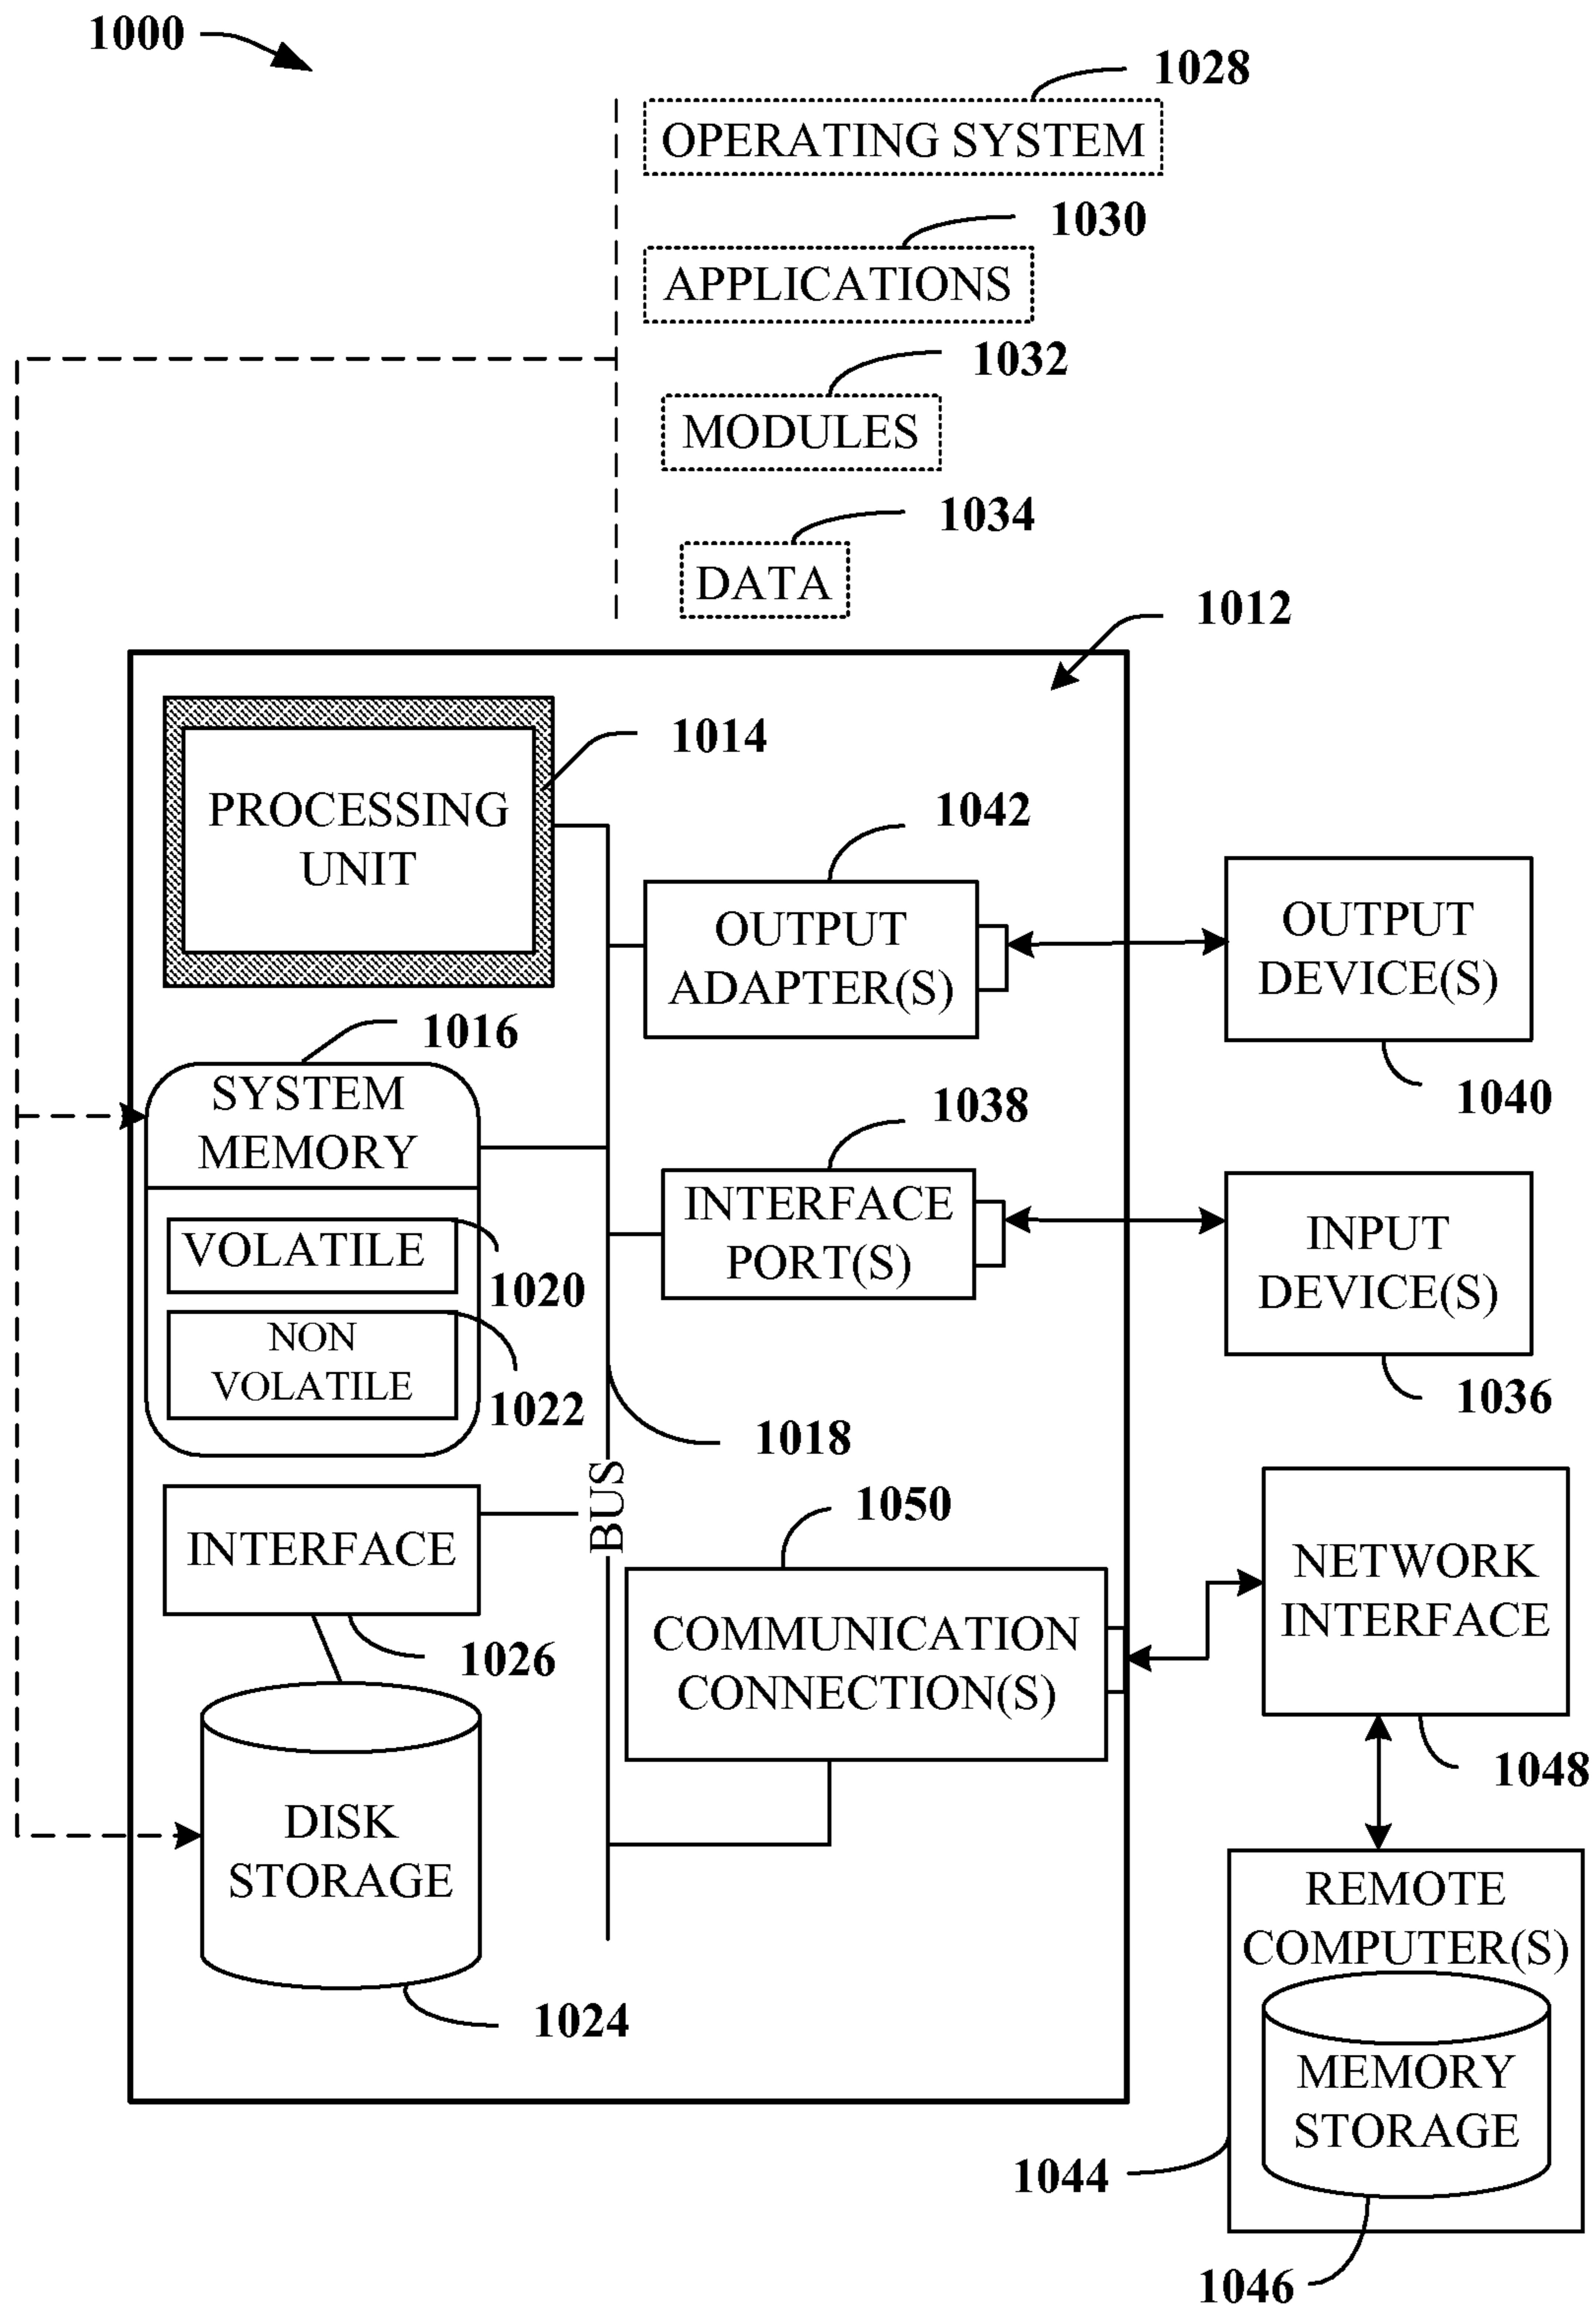 1000
1028
OPERATING SYSTEM
1030
APPLICATIONS
1032
MODULES
1034
DATA
1012
1014
PROCESSING
UNIT
1042
OUTPUT
ADAPTER(S)
OUTPUT
DEVICE(S)
1040
1016
SYSTEM
MEMORY
VOLATILE
1020
NON
VOLATILE
1022
1038
INTERFACE
PORT(S)
INPUT
DEVICE(S)
1036
1018
BUS
INTERFACE
1026
1050
COMMUNICATION
CONNECTION(S)
NETWORK
INTERFACE
1048
DISK
STORAGE
1024
REMOTE
COMPUTER(S)
MEMORY
STORAGE
1044
1046